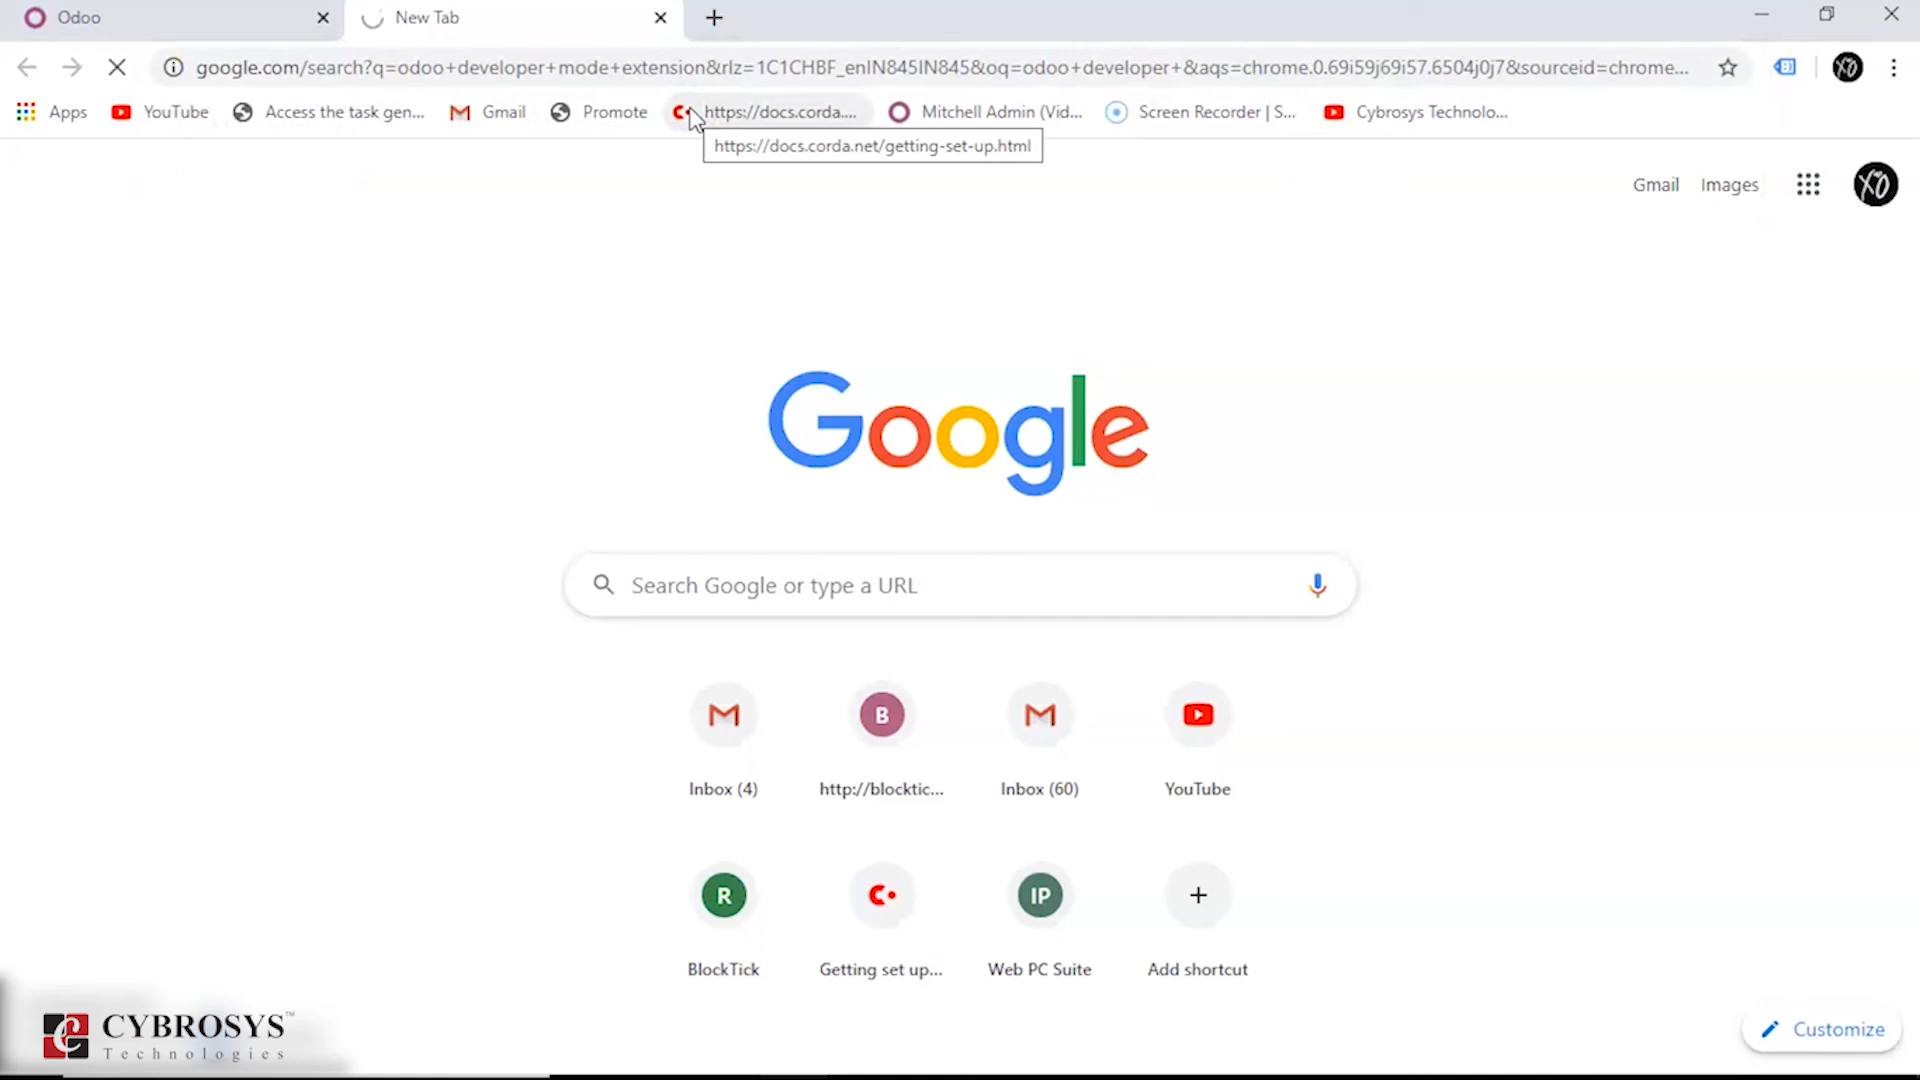 Odoo
New Tab
google.com/search?q=odoo+developer+mode+extension&rlz=1C1CHBF_enIN845IN845&oq=odoo+developer+&aqs=chrome.0.69i59j69i57.6504j0j7&sourceid=chrome...
Apps
YouTube
Access the task gen...
Gmail
Promote
https://docs.corda....
Mitchell Admin (Vid...
Screen Recorder | S...
Cybrosys Technolo...
https://docs.corda.net/getting-set-up.html
Gmail
Images
XO
Google
Search Google or type a URL
Inbox (4)
B
http://blocktic...
Inbox (60)
YouTube
R
BlockTick
Getting set up...
IP
Web PC Suite
Add shortcut
CYBROSYS™
Technologies
Customize